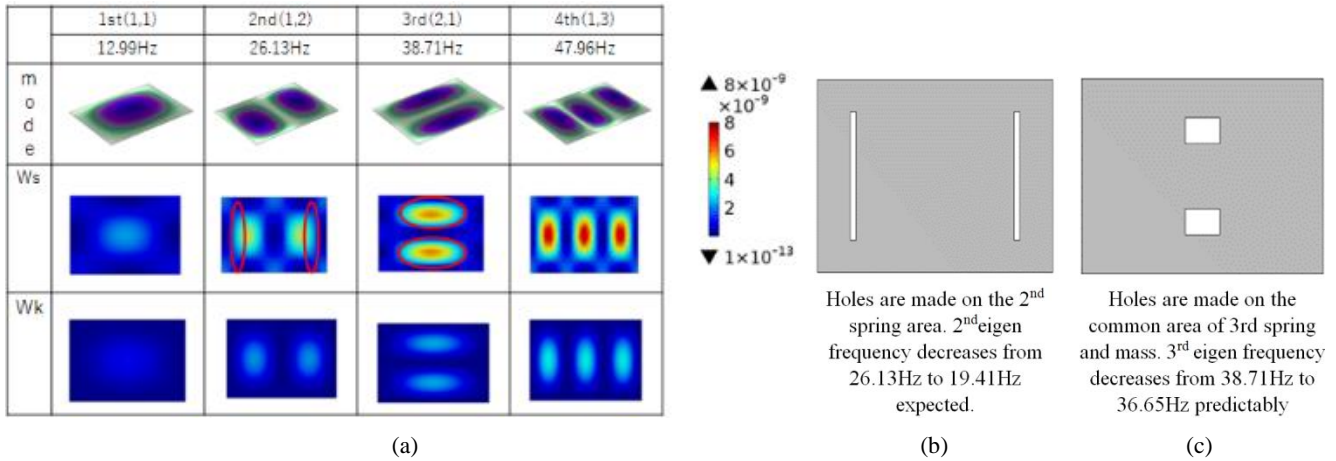 1st(1,1) 2nd(1,2) 3rd(2,1) 4th(1,3)
12.99Hz 26.13Hz 38.71Hz 47.96Hz
m
o
d
e
Ws
Wk
▲ 8×10⁻⁹
×10⁻⁹
8
6
4
2
▼ 1×10⁻¹³
Holes are made on the 2nd
spring area. 2nd eigen
frequency decreases from
26.13Hz to 19.41Hz
expected.
Holes are made on the
common area of 3rd spring
and mass. 3rd eigen frequency
decreases from 38.71Hz to
36.65Hz predictably
(a) (b) (c)